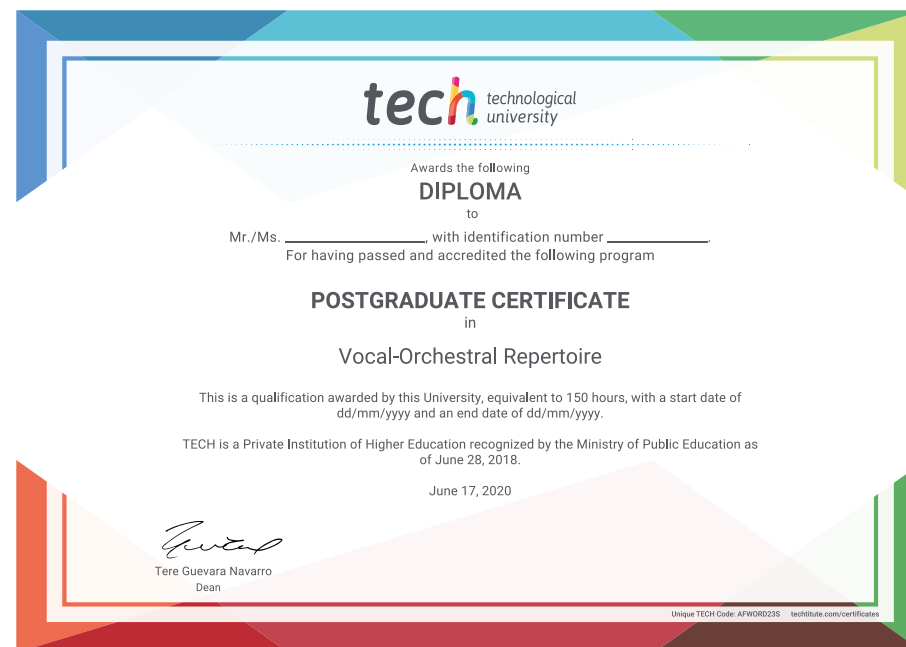 tech technological
university
Awards the following
DIPLOMA
to
Mr./Ms. ____________________, with identification number ______________.
For having passed and accredited the following program
POSTGRADUATE CERTIFICATE
in
Vocal-Orchestral Repertoire
This is a qualification awarded by this University, equivalent to 150 hours, with a start date of
dd/mm/yyyy and an end date of dd/mm/yyyy.
TECH is a Private Institution of Higher Education recognized by the Ministry of Public Education as
of June 28, 2018.
June 17, 2020
Tere Guevara Navarro
Dean
Unique TECH Code: AFWORD23S techtitute.com/certificates